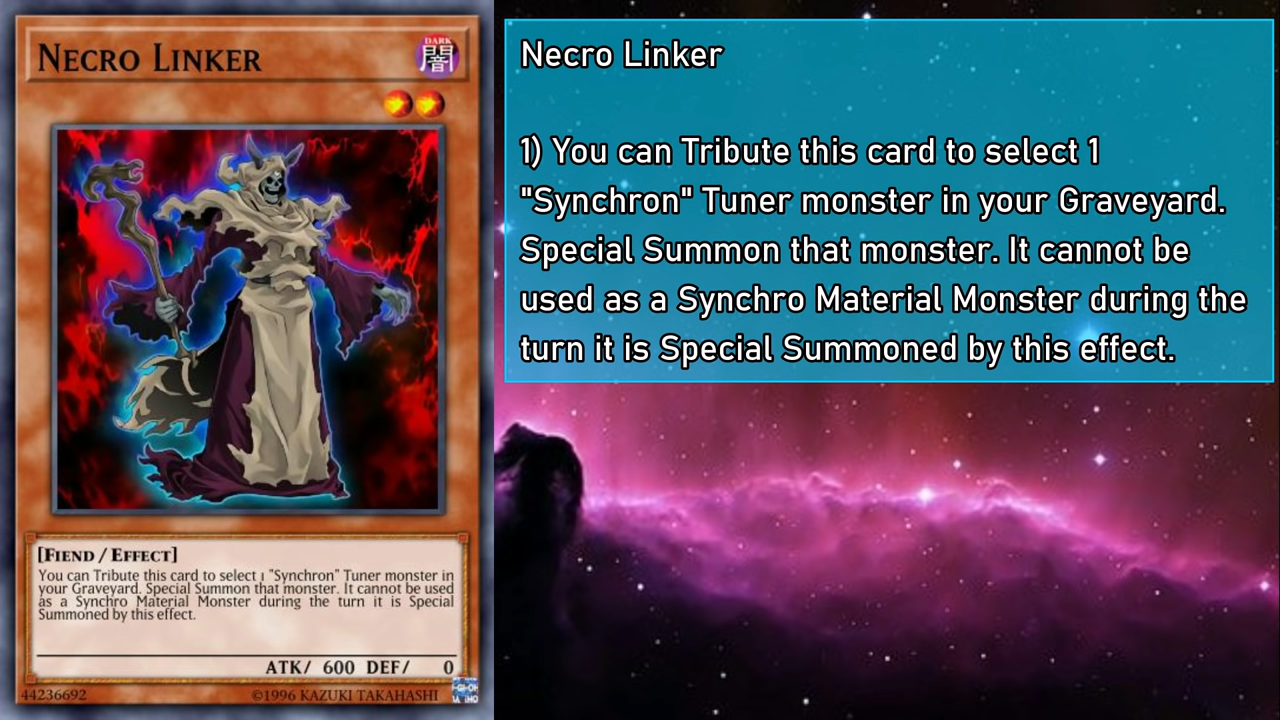 NECRO LINKER
DARK
闇
[FIEND / EFFECT]
You can Tribute this card to select 1 "Synchron" Tuner monster in
your Graveyard. Special Summon that monster. It cannot be used
as a Synchro Material Monster during the turn it is Special
Summoned by this effect.
ATK/ 600 DEF/ 0
44236692
©1996 KAZUKI TAKAHASHI
Necro Linker
1) You can Tribute this card to select 1
"Synchron" Tuner monster in your Graveyard.
Special Summon that monster. It cannot be
used as a Synchro Material Monster during the
turn it is Special Summoned by this effect.